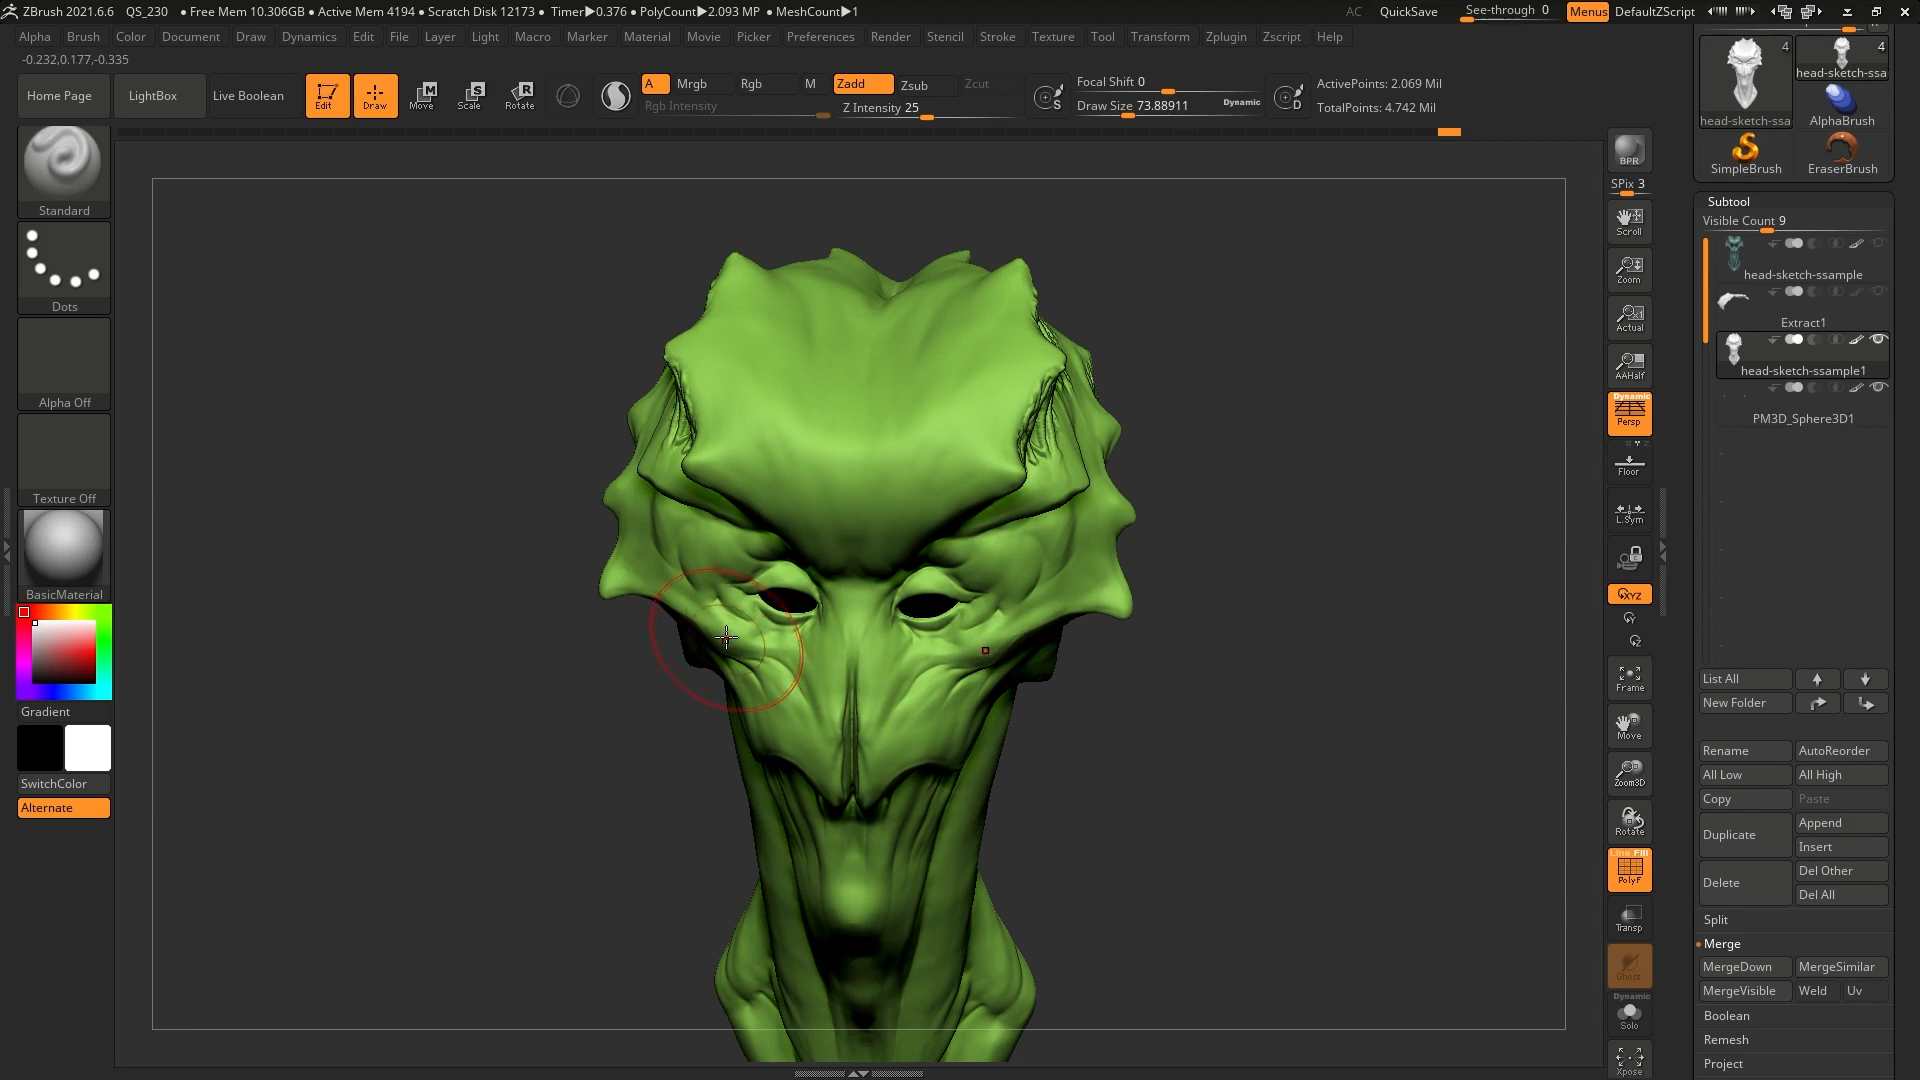 ZBrush 2021.6.6 QS_230 • Free Mem 10.306GB • Active Mem 4194 • Scratch Disk 12173 • Timer▶0.376 • PolyCount▶2.093 MP • MeshCount▶1 AC QuickSave See-through 0 Menus DefaultZScript
Alpha Brush Color Document Draw Dynamics Edit File Layer Light Macro Marker Material Movie Picker Preferences Render Stencil Stroke Texture Tool Transform Zplugin Zscript Help
-0.232,0.177,-0.335
Home Page
LightBox
Live Boolean
Edit
Draw
Move
Scale
Rotate
A Mrgb Rgb M Zadd Zsub Zcut
Rgb Intensity Z Intensity 25
Focal Shift 0
Draw Size 73.88911 Dynamic
ActivePoints: 2.069 Mil
TotalPoints: 4.742 Mil
Standard
Dots
Alpha Off
Texture Off
BasicMaterial
Gradient
SwitchColor
Alternate
BPR
SPix 3
Scroll
Zoom
Actual
AAHalf
Dynamic
Persp
Floor
L.Sym
XYZ
Frame
Move
Zoom3D
Rotate
Line Fill
PolyF
Transp
Ghost
Dynamic
Solo
Xpose
4
head-sketch-ssa
4
head-sketch-ssa
AlphaBrush
SimpleBrush
EraserBrush
Subtool
Visible Count 9
head-sketch-ssample
Extract1
head-sketch-ssample1
PM3D_Sphere3D1
List All
New Folder
Rename AutoReorder
All Low All High
Copy Paste
Duplicate
Append
Insert
Delete
Del Other
Del All
Split
Merge
MergeDown MergeSimilar
MergeVisible Weld Uv
Boolean
Remesh
Project